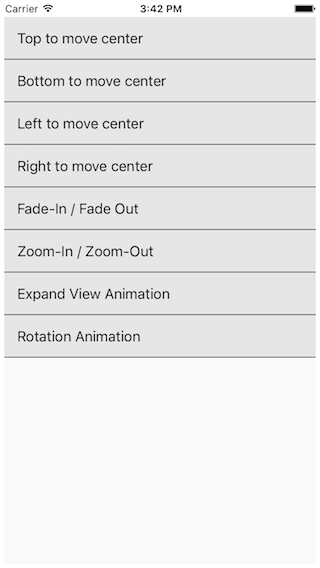 Carrier 3:42 PM
Top to move center
Bottom to move center
Left to move center
Right to move center
Fade-In / Fade Out
Zoom-In / Zoom-Out
Expand View Animation
Rotation Animation